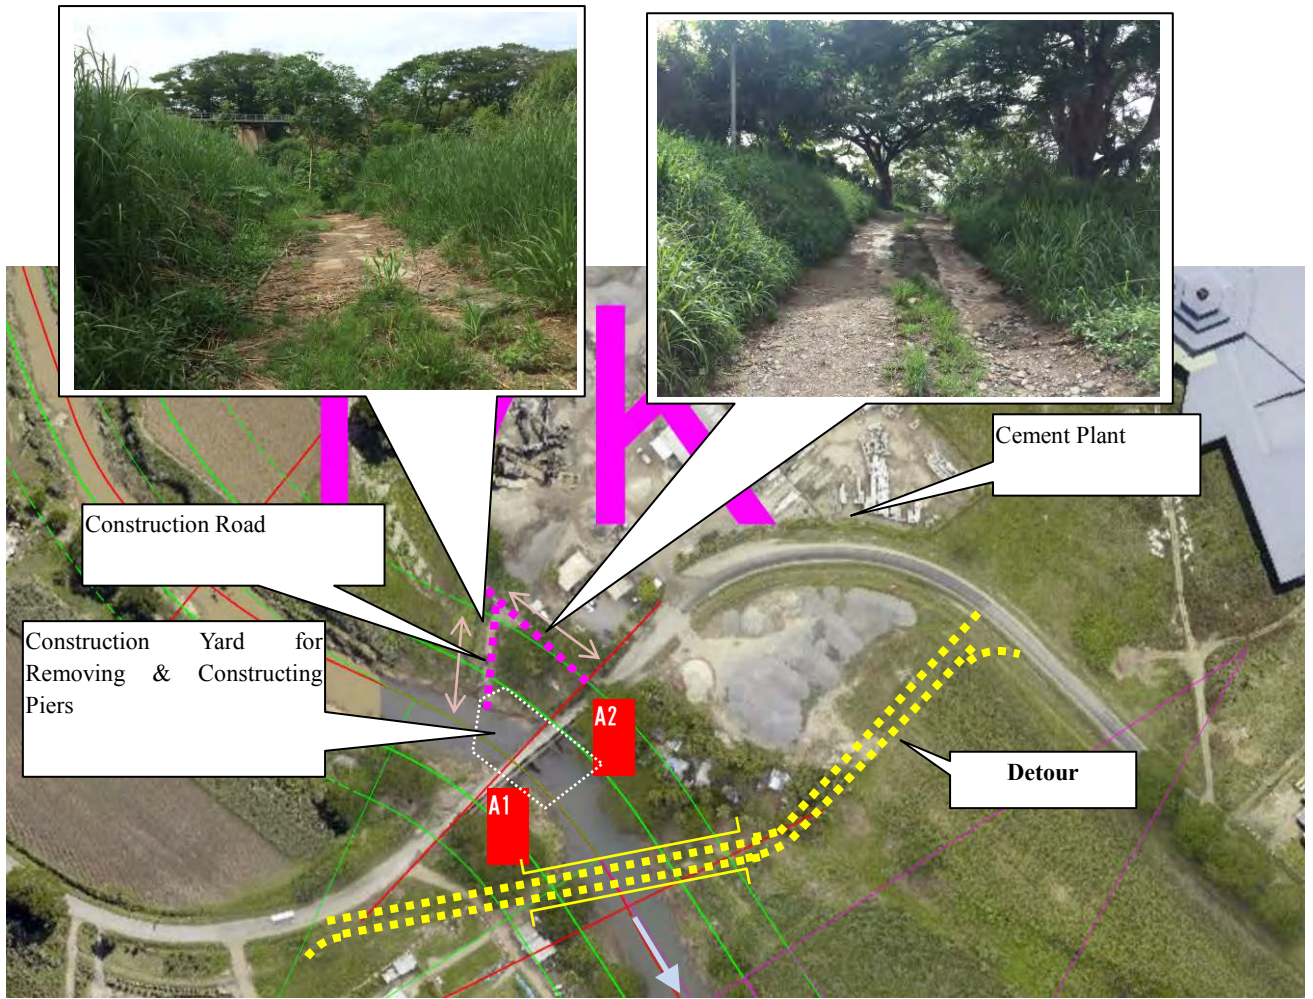 Cement Plant
Construction Road
Construction Yard for
Removing & Constructing
Piers
A2
Detour
A1